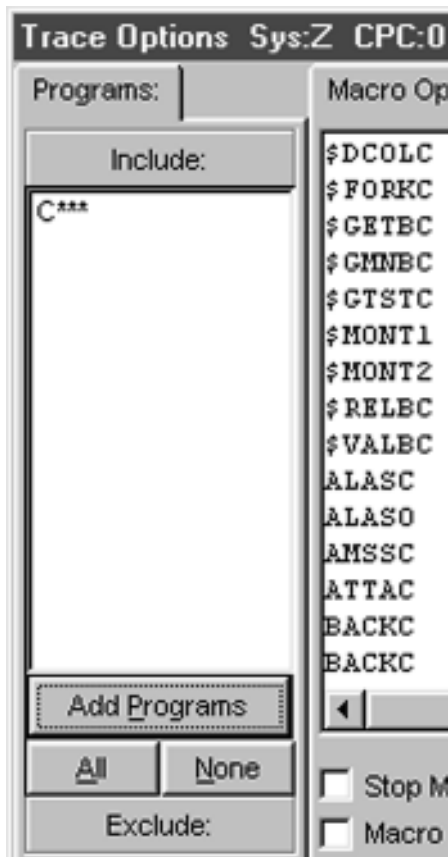 Trace Options Sys:Z CPC:0
Programs:
Include:
C***
Add Programs
All None
Exclude:
Macro Op
$DCOLC
$FORKC
$GETBC
$GMNBC
$GTSTC
$MONT1
$MONT2
$RELBC
$VALBC
ALASC
ALASO
AMSSC
ATTAC
BACKC
BACKC
Stop M
Macro